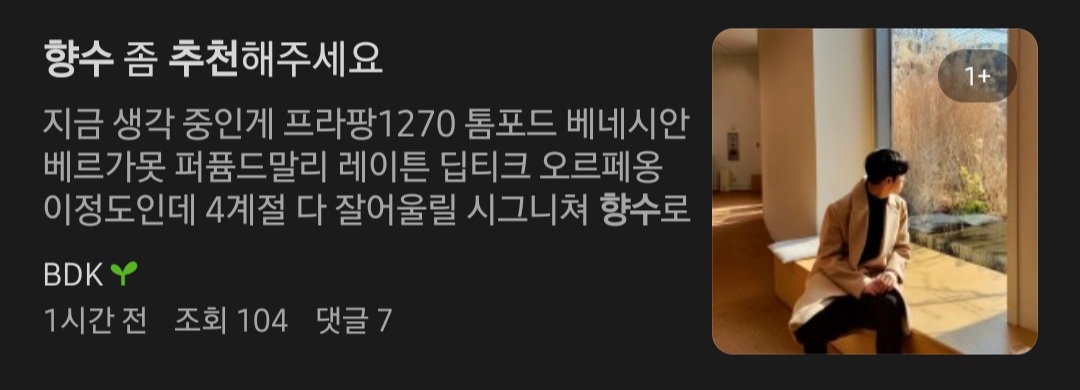 향수 좀 추천해주세요
지금 생각 중인게 프라팡1270 톰포드 베네시안
베르가못 퍼퓸드말리 레이튼 딥티크 오르페옹
이정도인데 4계절 다 잘어울릴 시그니쳐 향수로
BDK
1시간 전 조회 104 댓글 7
1+